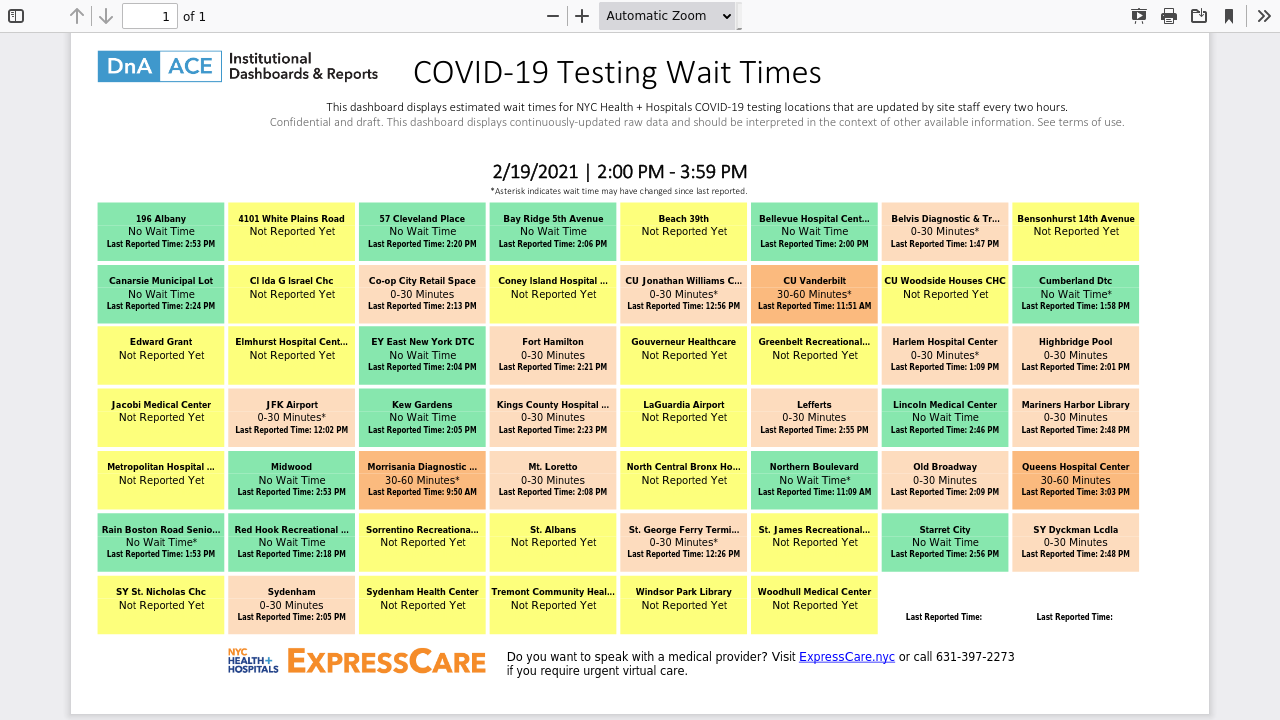 1 of 1
Automatic Zoom
DnA ACE Institutional
Dashboards & Reports
COVID-19 Testing Wait Times
This dashboard displays estimated wait times for NYC Health + Hospitals COVID-19 testing locations that are updated by site staff every two hours.
Confidential and draft. This dashboard displays continuously-updated raw data and should be interpreted in the context of other available information. See terms of use.
2/19/2021 | 2:00 PM - 3:59 PM
*Asterisk indicates wait time may have changed since last reported.
196 Albany
No Wait Time
Last Reported Time: 2:53 PM
4101 White Plains Road
Not Reported Yet
57 Cleveland Place
No Wait Time
Last Reported Time: 2:20 PM
Bay Ridge 5th Avenue
No Wait Time
Last Reported Time: 2:06 PM
Beach 39th
Not Reported Yet
Bellevue Hospital Cent...
No Wait Time
Last Reported Time: 2:00 PM
Belvis Diagnostic & Tr...
0-30 Minutes*
Last Reported Time: 1:47 PM
Bensonhurst 14th Avenue
Not Reported Yet
Canarsie Municipal Lot
No Wait Time
Last Reported Time: 2:24 PM
Cl Ida G Israel Chc
Not Reported Yet
Co-op City Retail Space
0-30 Minutes
Last Reported Time: 2:13 PM
Coney Island Hospital ...
Not Reported Yet
CU Jonathan Williams C...
0-30 Minutes*
Last Reported Time: 12:56 PM
CU Vanderbilt
30-60 Minutes*
Last Reported Time: 11:51 AM
CU Woodside Houses CHC
Not Reported Yet
Cumberland Dtc
No Wait Time*
Last Reported Time: 1:58 PM
Edward Grant
Not Reported Yet
Elmhurst Hospital Cent...
Not Reported Yet
EY East New York DTC
No Wait Time
Last Reported Time: 2:04 PM
Fort Hamilton
0-30 Minutes
Last Reported Time: 2:21 PM
Gouverneur Healthcare
Not Reported Yet
Greenbelt Recreational...
Not Reported Yet
Harlem Hospital Center
0-30 Minutes*
Last Reported Time: 1:09 PM
Highbridge Pool
0-30 Minutes
Last Reported Time: 2:01 PM
Jacobi Medical Center
Not Reported Yet
JFK Airport
0-30 Minutes*
Last Reported Time: 12:02 PM
Kew Gardens
No Wait Time
Last Reported Time: 2:05 PM
Kings County Hospital ...
0-30 Minutes
Last Reported Time: 2:23 PM
LaGuardia Airport
Not Reported Yet
Lefferts
0-30 Minutes
Last Reported Time: 2:55 PM
Lincoln Medical Center
No Wait Time
Last Reported Time: 2:46 PM
Mariners Harbor Library
0-30 Minutes
Last Reported Time: 2:48 PM
Metropolitan Hospital ...
Not Reported Yet
Midwood
No Wait Time
Last Reported Time: 2:53 PM
Morrisania Diagnostic ...
30-60 Minutes*
Last Reported Time: 9:50 AM
Mt. Loretto
0-30 Minutes
Last Reported Time: 2:08 PM
North Central Bronx Ho...
Not Reported Yet
Northern Boulevard
No Wait Time*
Last Reported Time: 11:09 AM
Old Broadway
0-30 Minutes
Last Reported Time: 2:09 PM
Queens Hospital Center
30-60 Minutes
Last Reported Time: 3:03 PM
Rain Boston Road Senio...
No Wait Time*
Last Reported Time: 1:53 PM
Red Hook Recreational ...
No Wait Time
Last Reported Time: 2:18 PM
Sorrentino Recreationa...
Not Reported Yet
St. Albans
Not Reported Yet
St. George Ferry Termi...
0-30 Minutes*
Last Reported Time: 12:26 PM
St. James Recreational...
Not Reported Yet
Starret City
No Wait Time
Last Reported Time: 2:56 PM
SY Dyckman Lcdla
0-30 Minutes
Last Reported Time: 2:48 PM
SY St. Nicholas Chc
Not Reported Yet
Sydenham
0-30 Minutes
Last Reported Time: 2:05 PM
Sydenham Health Center
Not Reported Yet
Tremont Community Heal...
Not Reported Yet
Windsor Park Library
Not Reported Yet
Woodhull Medical Center
Not Reported Yet
Last Reported Time:
Last Reported Time:
NYC
HEALTH+
HOSPITALS
EXPRESSCARE
Do you want to speak with a medical provider? Visit ExpressCare.nyc or call 631-397-2273
if you require urgent virtual care.